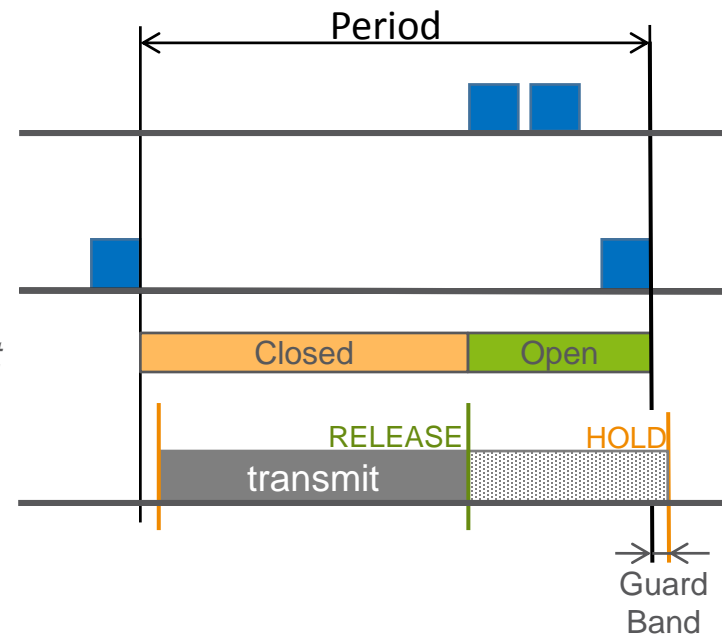 Period
Closed
Open
RELEASE
HOLD
transmit
Guard
Band